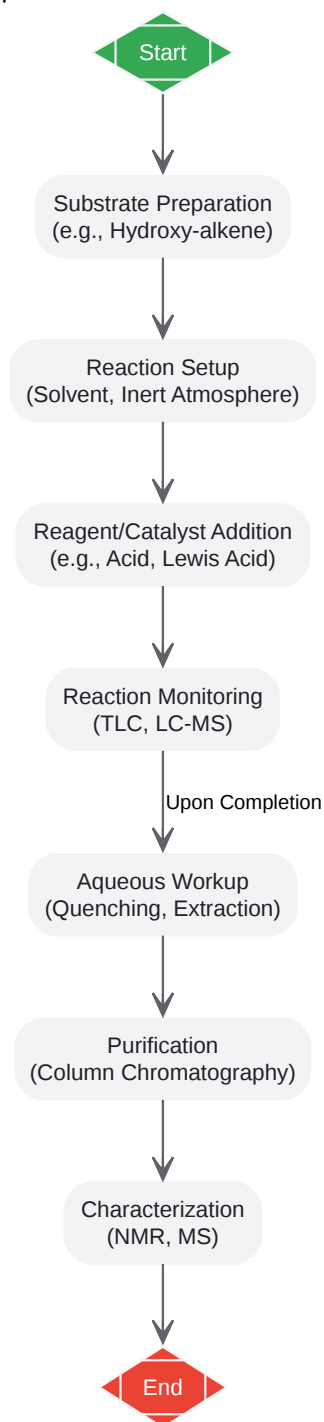 Start
Substrate Preparation
(e.g., Hydroxy-alkene)
Reaction Setup
(Solvent, Inert Atmosphere)
Reagent/Catalyst Addition
(e.g., Acid, Lewis Acid)
Reaction Monitoring
(TLC, LC-MS)
Upon Completion
Aqueous Workup
(Quenching, Extraction)
Purification
(Column Chromatography)
Characterization
(NMR, MS)
End